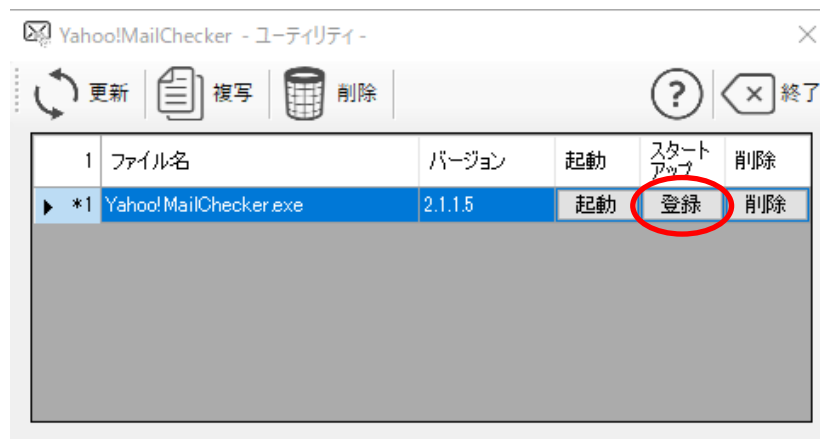 Yahoo!MailChecker - ユーティリティ -
更新 複写 削除 ? 終了
1 ファイル名 バージョン 起動 スタートアップ 削除
*1 Yahoo!MailChecker.exe 2.1.1.5 起動 登録 削除